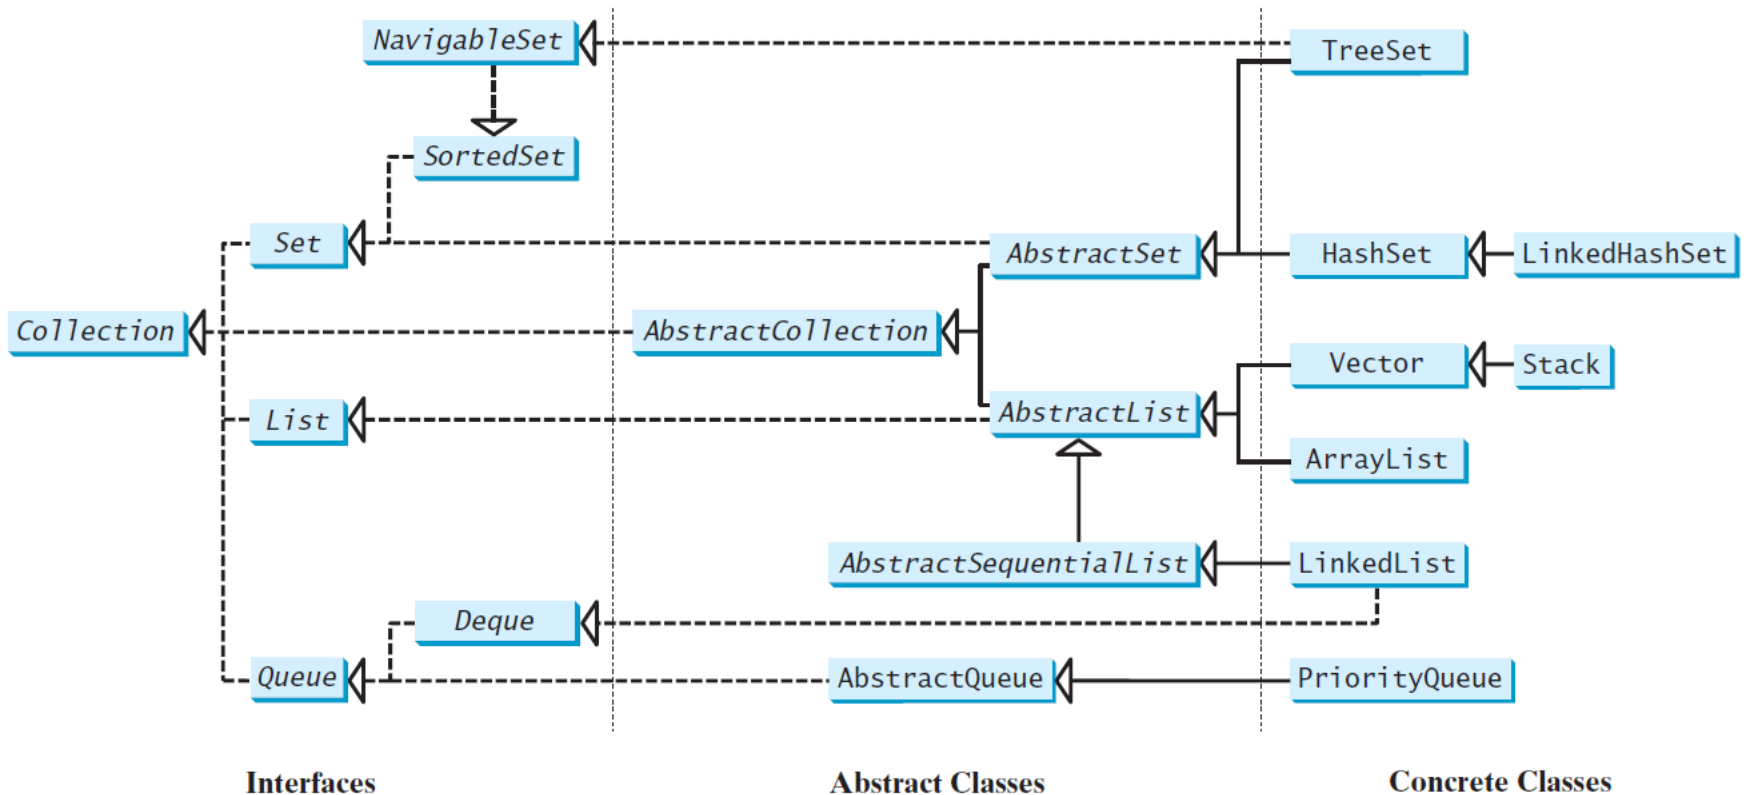 NavigableSet
TreeSet
SortedSet
Set
AbstractSet
HashSet
LinkedHashSet
Collection
AbstractCollection
Vector
Stack
List
AbstractList
ArrayList
AbstractSequentialList
LinkedList
Deque
Queue
AbstractQueue
PriorityQueue
Interfaces
Abstract Classes
Concrete Classes